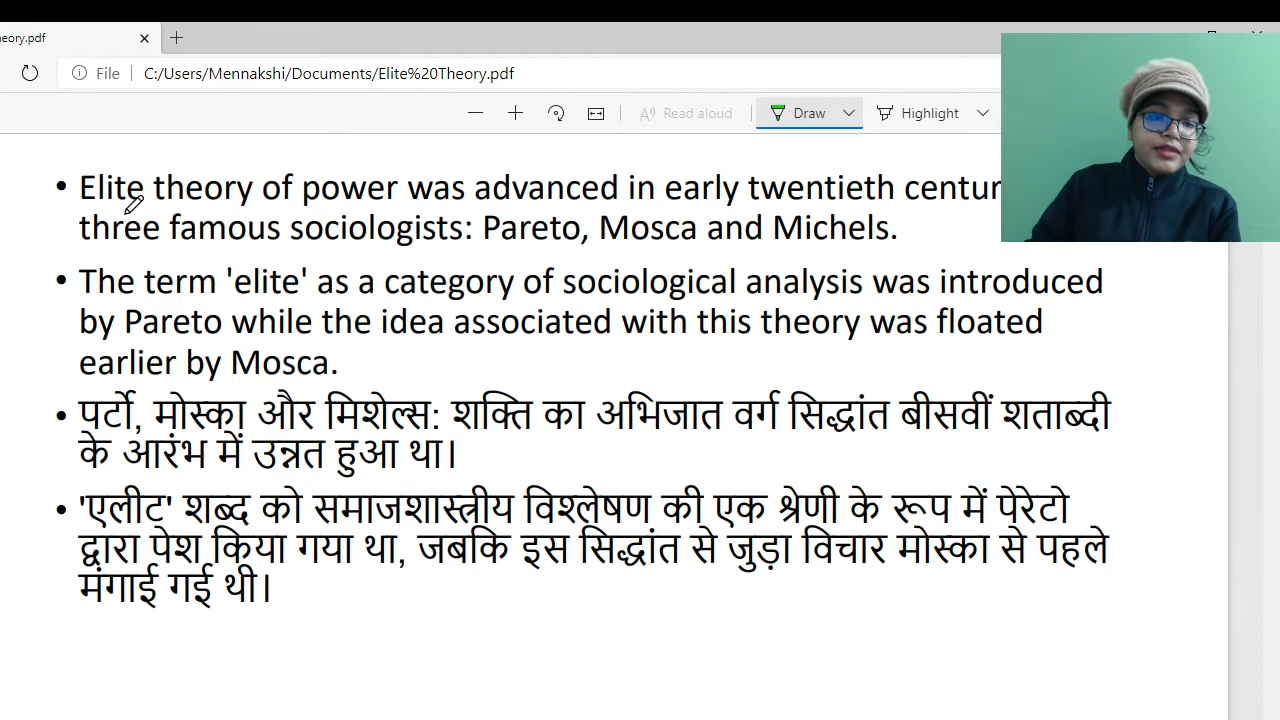 eory.pdf
File C:/Users/Mennakshi/Documents/Elite%20Theory.pdf
Read aloud Draw Highlight
• Elite theory of power was advanced in early twentieth
three famous sociologists: Pareto, Mosca and Michels.
• The term 'elite' as a category of sociological analysis was introduced
by Pareto while the idea associated with this theory was floated
earlier by Mosca.
• पर्टो, मोस्का और मिशेल्स: शक्ति का अभिजात वर्ग सिद्धांत बीसवीं शताब्दी
के आरंभ में उन्नत हुआ था।
• 'एलीट' शब्द को समाजशास्त्रीय विश्लेषण की एक श्रेणी के रूप में पेरेटो
द्वारा पेश किया गया था, जबकि इस सिद्धांत से जुड़ा विचार मोस्का से पहले
मंगाई गई थी।